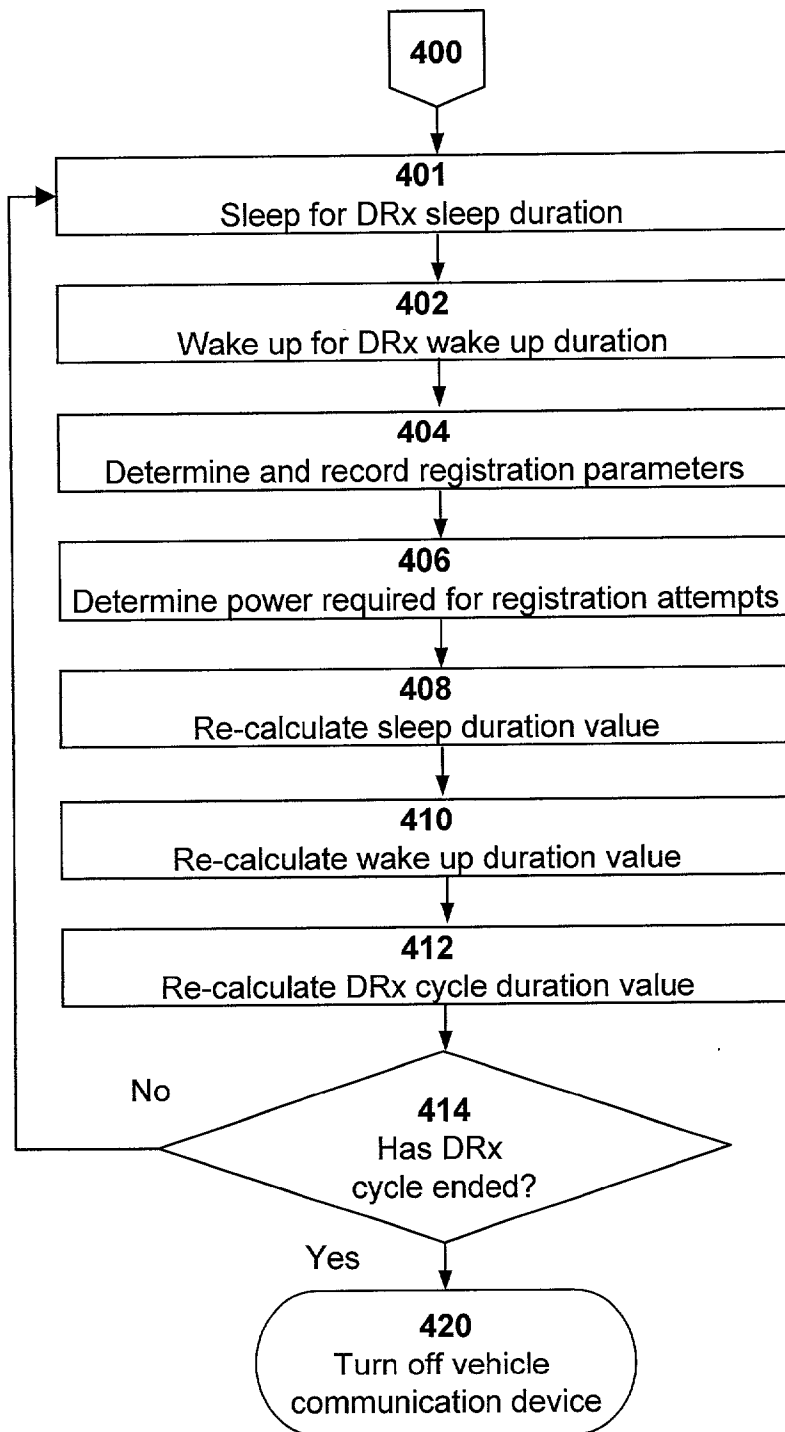 400
401
Sleep for DRx sleep duration
402
Wake up for DRx wake up duration
404
Determine and record registration parameters
406
Determine power required for registration attempts
408
Re-calculate sleep duration value
410
Re-calculate wake up duration value
412
Re-calculate DRx cycle duration value
No
414
Has DRx
cycle ended?
Yes
420
Turn off vehicle
communication device